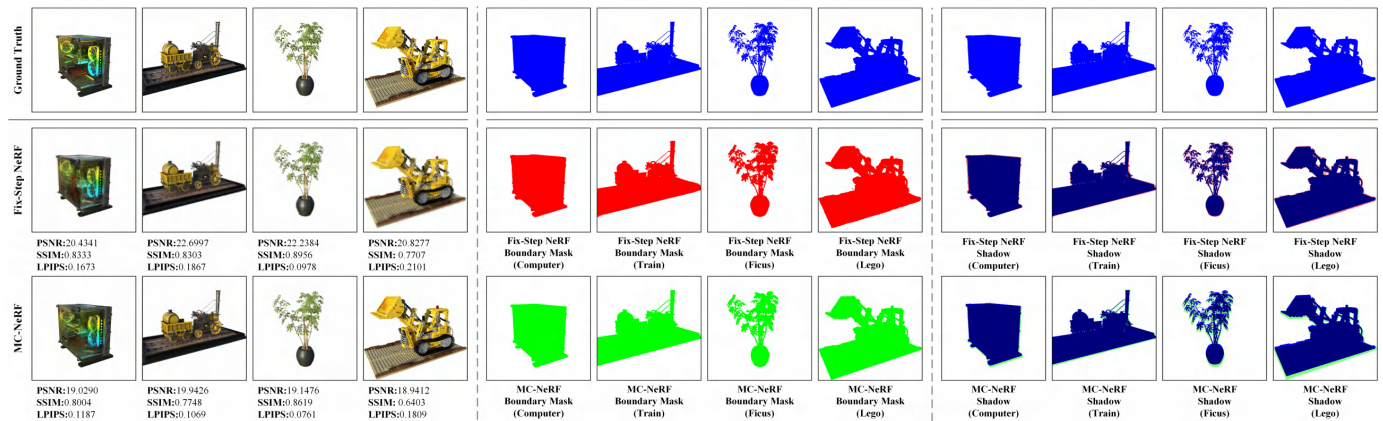 Ground Truth
Fix-Step NeRF
PSNR:20.4341
SSIM:0.8333
LPIPS:0.1673
PSNR:22.6997
SSIM:0.8303
LPIPS:0.1867
PSNR:22.2384
SSIM:0.8956
LPIPS:0.0978
PSNR:20.8277
SSIM: 0.7707
LPIPS:0.2101
Fix-Step NeRF
Boundary Mask
(Computer)
Fix-Step NeRF
Boundary Mask
(Train)
Fix-Step NeRF
Boundary Mask
(Ficus)
Fix-Step NeRF
Boundary Mask
(Lego)
Fix-Step NeRF
Shadow
(Computer)
Fix-Step NeRF
Shadow
(Train)
Fix-Step NeRF
Shadow
(Ficus)
Fix-Step NeRF
Shadow
(Lego)
MC-NeRF
PSNR:19.0290
SSIM:0.8004
LPIPS:0.1187
PSNR:19.9426
SSIM:0.7748
LPIPS:0.1069
PSNR:19.1476
SSIM:0.8619
LPIPS:0.0761
PSNR:18.9412
SSIM: 0.6403
LPIPS:0.1809
MC-NeRF
Boundary Mask
(Computer)
MC-NeRF
Boundary Mask
(Train)
MC-NeRF
Boundary Mask
(Ficus)
MC-NeRF
Boundary Mask
(Lego)
MC-NeRF
Shadow
(Computer)
MC-NeRF
Shadow
(Train)
MC-NeRF
Shadow
(Ficus)
MC-NeRF
Shadow
(Lego)